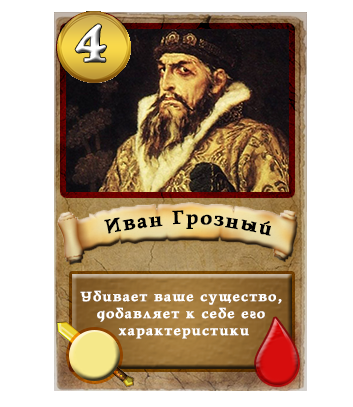 4
Иван Грозный
Убивает ваше существо,
добавляет к себе его
характеристики